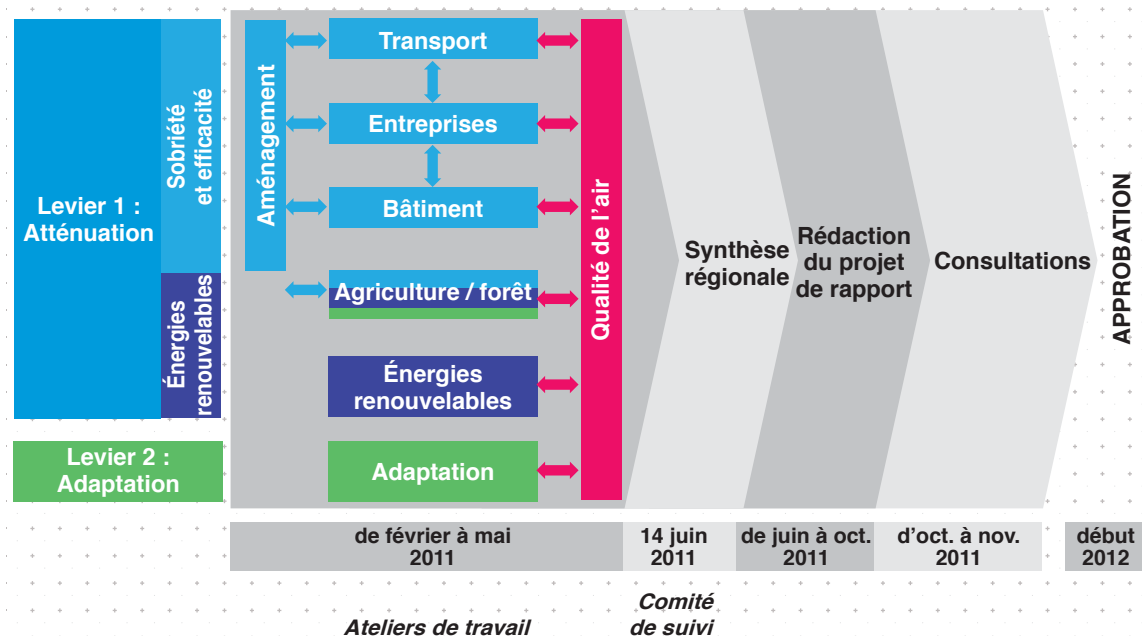 Levier 1 :
Atténuation
Sobriété
et efficacité
Énergies
renouvelables
Levier 2 :
Adaptation
Aménagement
Transport
Entreprises
Bâtiment
Agriculture / forêt
Énergies
renouvelables
Adaptation
Qualité de l'air
Synthèse
régionale
Rédaction
du projet
de rapport
Consultations
APPROBATION
de février à mai
2011
14 juin
2011
de juin à oct.
2011
d'oct. à nov.
2011
début
2012
Ateliers de travail
Comité
de suivi